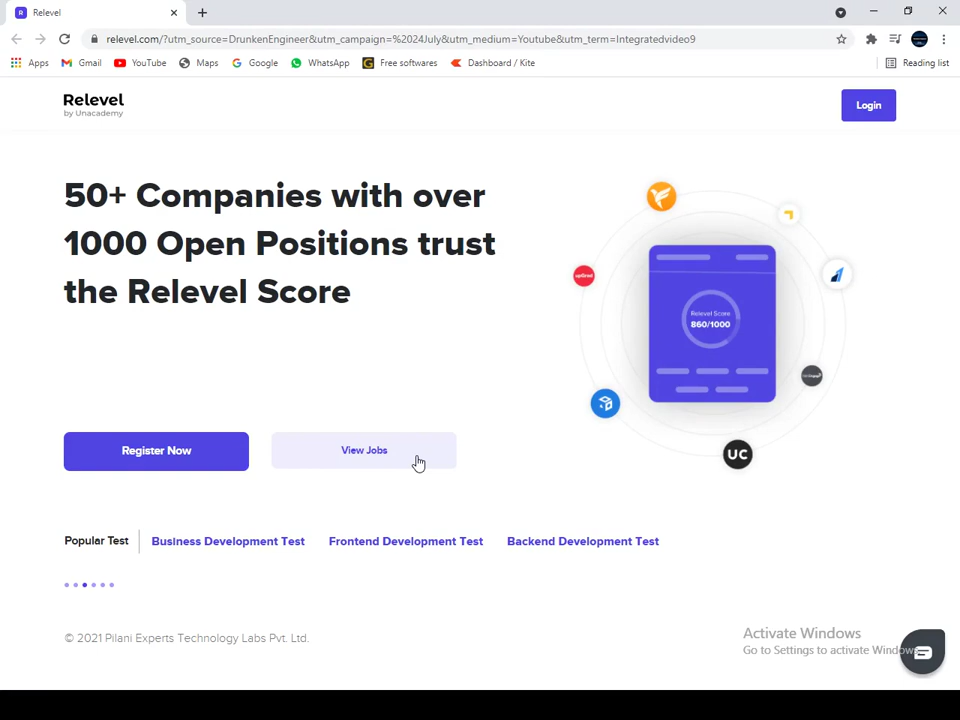 Relevel
relevel.com/?utm_source=DrunkenEngineer&utm_campaign=%2024July&utm_medium=Youtube&utm_term=Integratedvideo9
Apps Gmail YouTube Maps Google WhatsApp Free softwares Dashboard / Kite Reading list
Relevel
by Unacademy
Login
50+ Companies with over
1000 Open Positions trust
the Relevel Score
upGrad
Relevel Score
860/1000
UC
Register Now
View Jobs
Popular Test
Business Development Test
Frontend Development Test
Backend Development Test
© 2021 Pilani Experts Technology Labs Pvt. Ltd.
Activate Windows
Go to Settings to activate Windows.